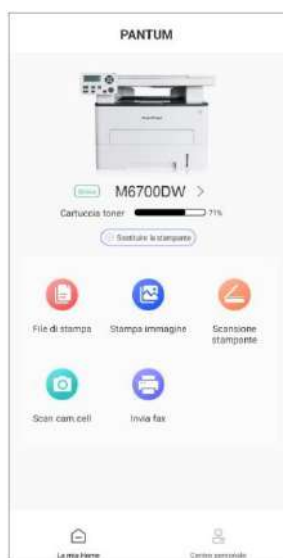 PANTUM
M6700DW >
Cartuccia toner 71%
Sostituire la stampante
File di stampa
Stampa immagine
Scansione
stampante
Scan cam.cell
Invia fax
La mia Home
Centro personale